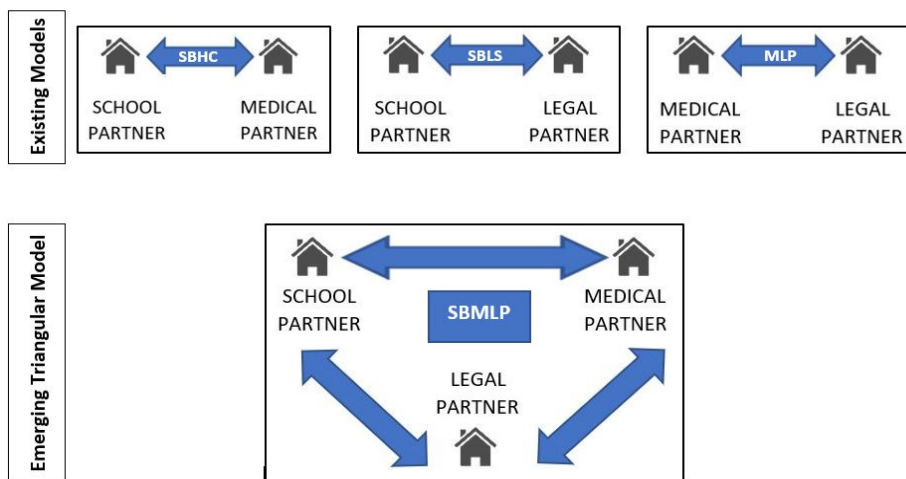 Existing Models
SBHC
SCHOOL
PARTNER
MEDICAL
PARTNER
SBLS
SCHOOL
PARTNER
LEGAL
PARTNER
MLP
MEDICAL
PARTNER
LEGAL
PARTNER
Emerging Triangular Model
SCHOOL
PARTNER
SBMLP
MEDICAL
PARTNER
LEGAL
PARTNER